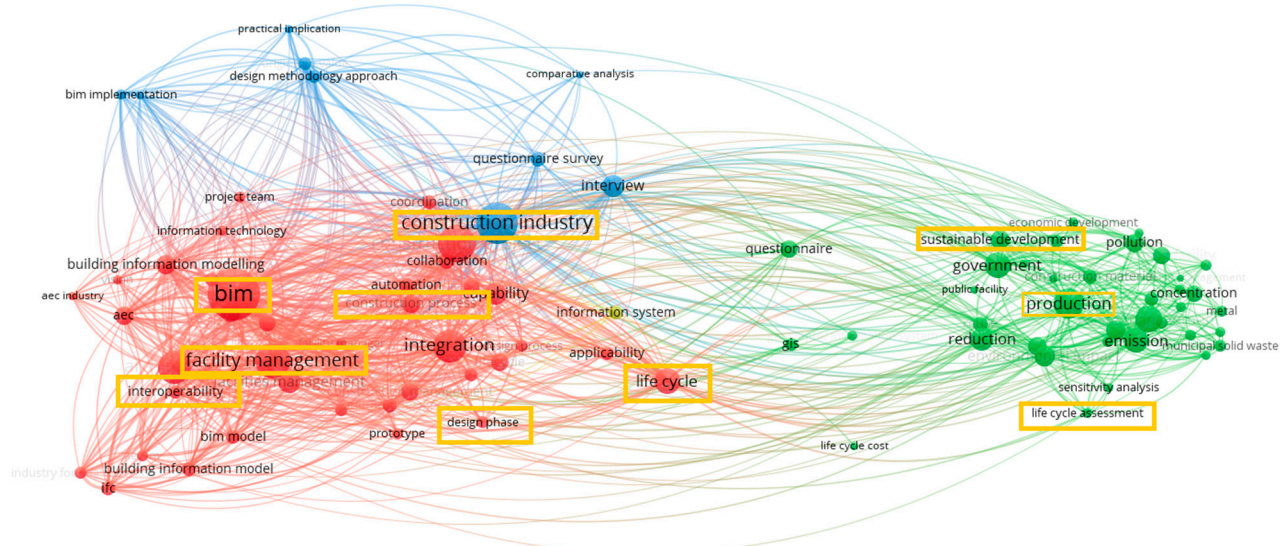 practical implication
design methodology approach
comparative analysis
bim implementation
questionnaire survey
interview
project team
coordination
construction industry
information technology
economic development
sustainable development
pollution
questionnaire
collaboration
building information modelling
government
automation
capability
public facility
concentration
aec industry
bim
construction process
production
metal
aec
information system
integration
gis
reduction
emission
municipal solid waste
applicability
facility management
facilities management
life cycle
interoperability
sensitivity analysis
life cycle assessment
design phase
bim model
prototype
life cycle cost
building information model
ifc